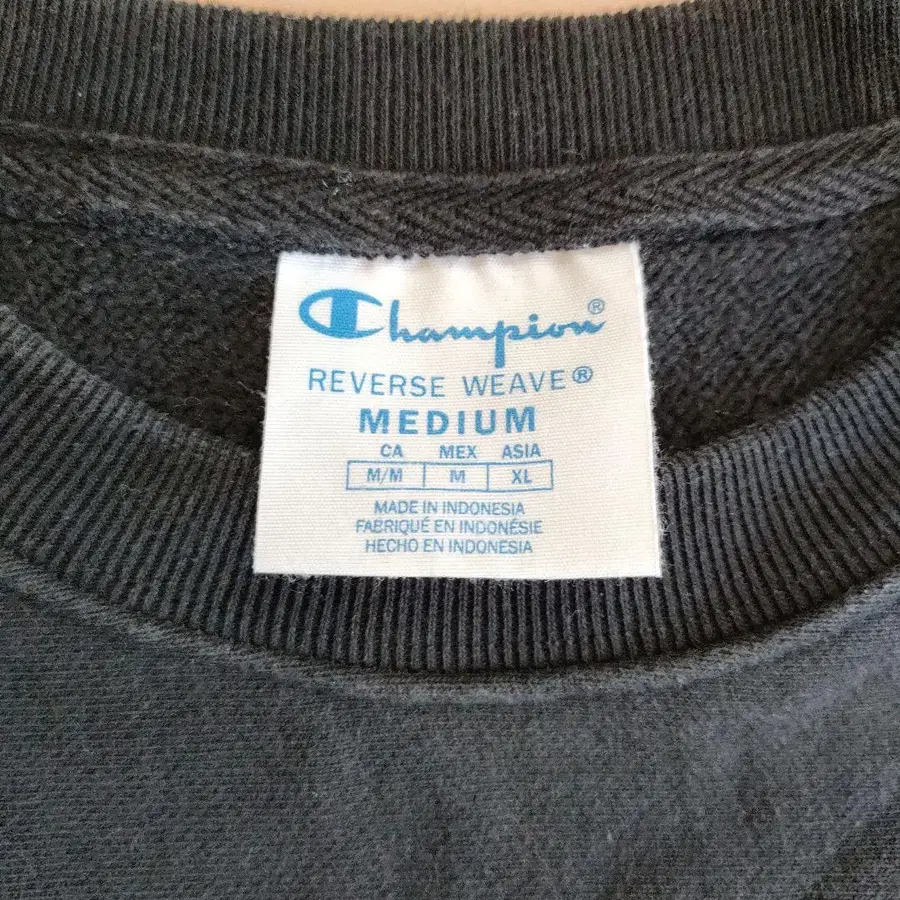 Champion®
REVERSE WEAVE®
MEDIUM
CA MEX ASIA
M/M M XL
MADE IN INDONESIA
FABRIQUÉ EN INDONÉSIE
HECHO EN INDONESIA